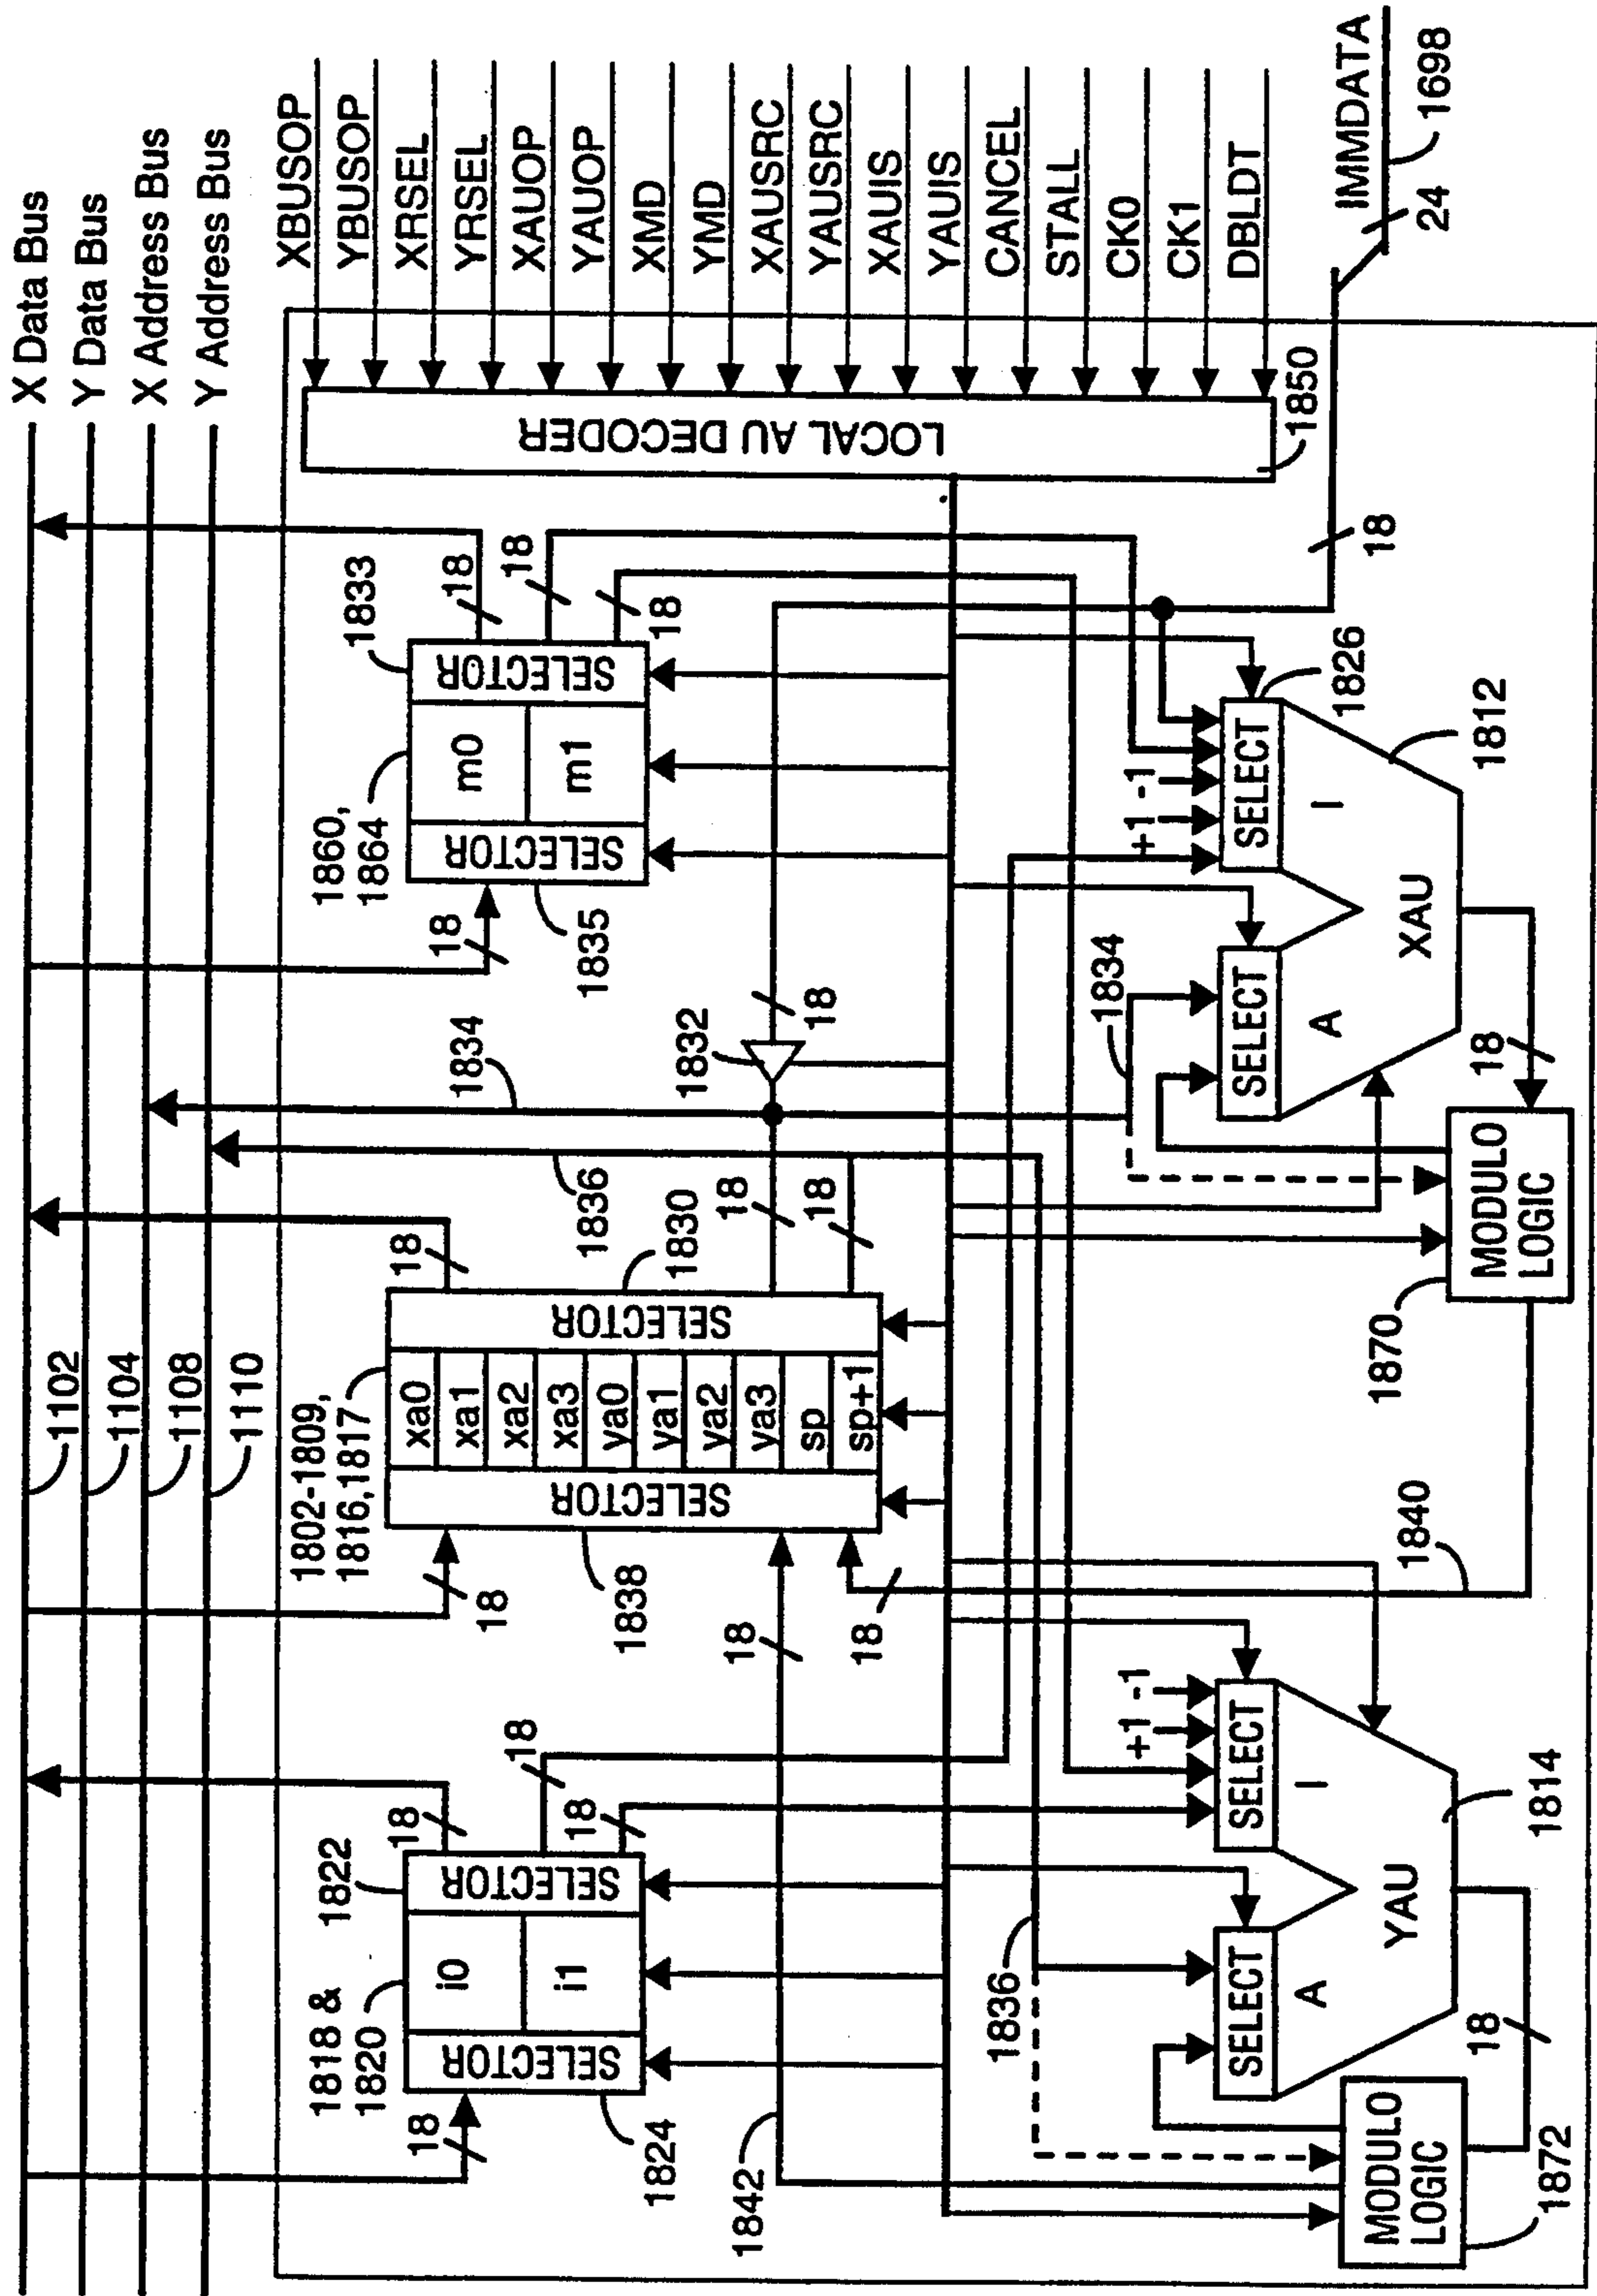 X Data Bus
Y Data Bus
X Address Bus
Y Address Bus
1102
1104
1108
1110
XBUSOP
YBUSOP
XRSEL
YRSEL
XAUOP
YAUOP
XMD
YMD
XAUSRC
YAUSRC
XAUIS
YAUIS
CANCEL
STALL
CK0
CK1
DBLDT
IMMDATA
1698
24
18
LOCAL AU DECODER
1850
1818 &
1820
1822
SELECTOR
i0
i1
SELECTOR
1824
18
18
18
18
1802-1809,
1816,1817
SELECTOR
xa0
xa1
xa2
xa3
ya0
ya1
ya2
ya3
sp
sp+1
SELECTOR
1830
1838
18
18
18
18
18
18
1836
1834
1832
18
1860,
1864
1833
SELECTOR
m0
m1
SELECTOR
1835
18
18
18
18
1842
1836
1840
1834
+1 -1
SELECT
SELECT
A
I
YAU
1814
18
MODULO
LOGIC
1872
+1 -1
SELECT
SELECT
1826
A
I
XAU
1812
18
MODULO
LOGIC
1870